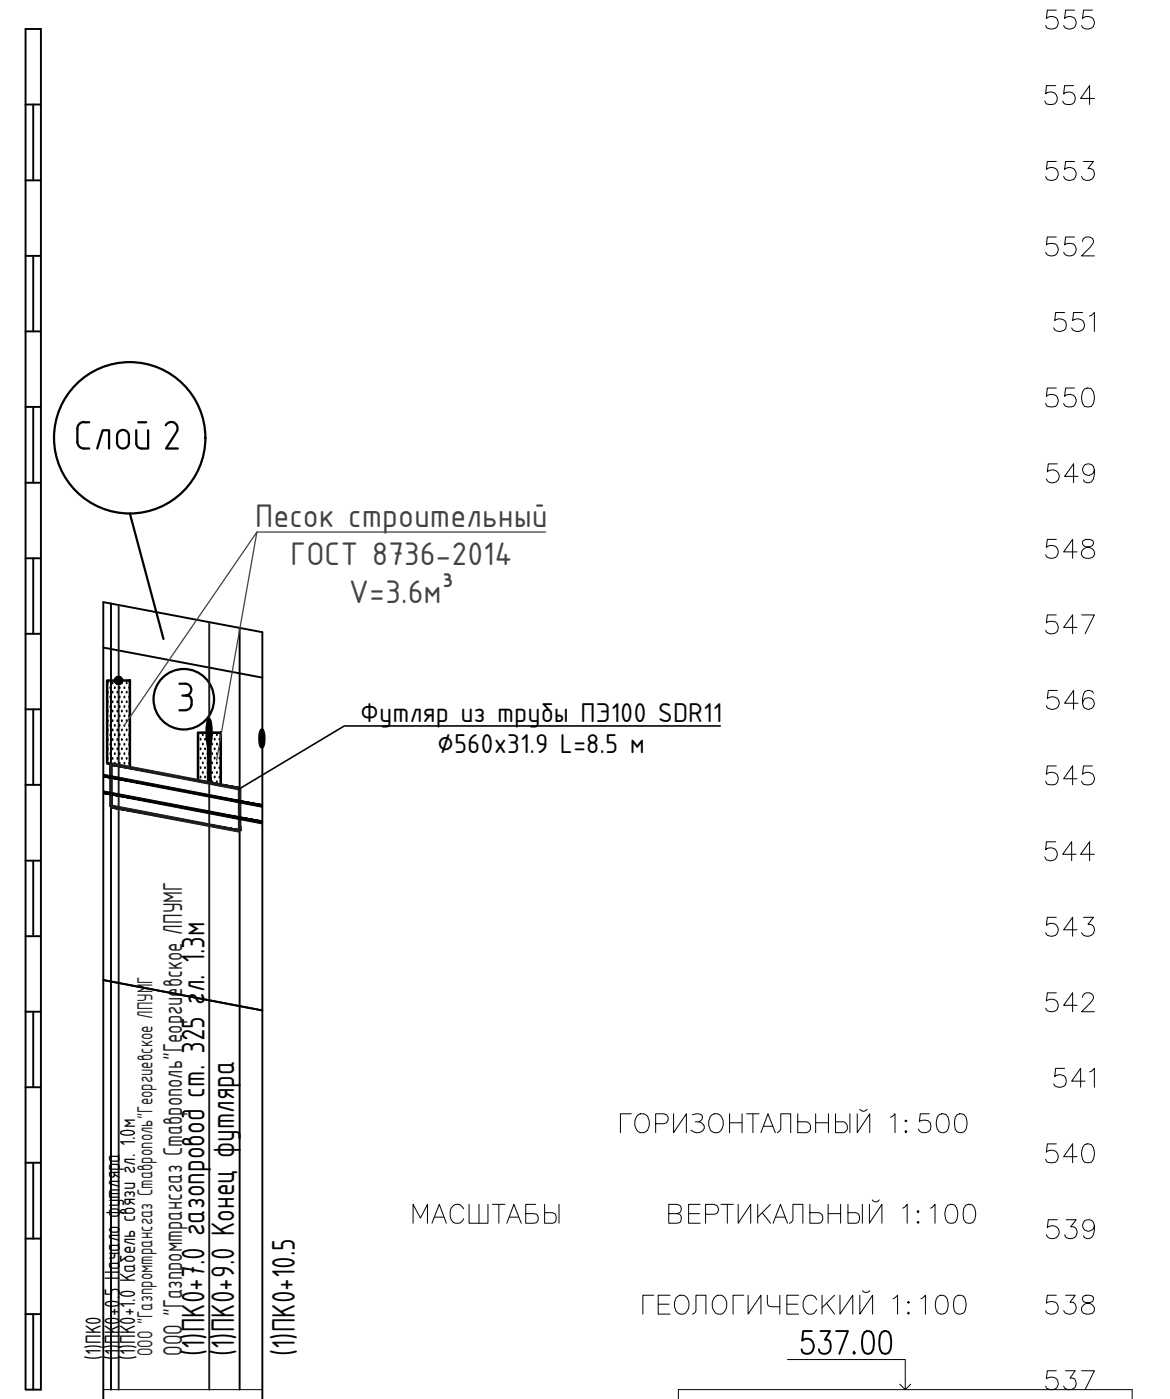 555
554
553
552
551
550
Слой 2
549
Песок строительный
ГОСТ 8736-2014
V=3.6м³
548
547
546
3
Футляр из трубы ПЭ100 SDR11
Ф560х31.9 L=8.5 м
545
544
543
542
541
ГОРИЗОНТАЛЬНЫЙ 1:500
540
МАСШТАБЫ
ВЕРТИКАЛЬНЫЙ 1:100
539
ГЕОЛОГИЧЕСКИЙ 1:100
538
537.00
537
(1)ПК0
(1)ПК0+0.5 Начало футляра
(1)ПК0+1.0 Кабель связи гл. 1.0м
ООО "Газпромтрансгаз Ставрополь"Георгиевское ЛПУМГ
ООО "Газпромтрансгаз Ставрополь"Георгиевское ЛПУМГ
(1)ПК0+7.0 газопровод ст. 325 гл. 1.3м
(1)ПК0+9.0 Конец футляра
(1)ПК0+10.5